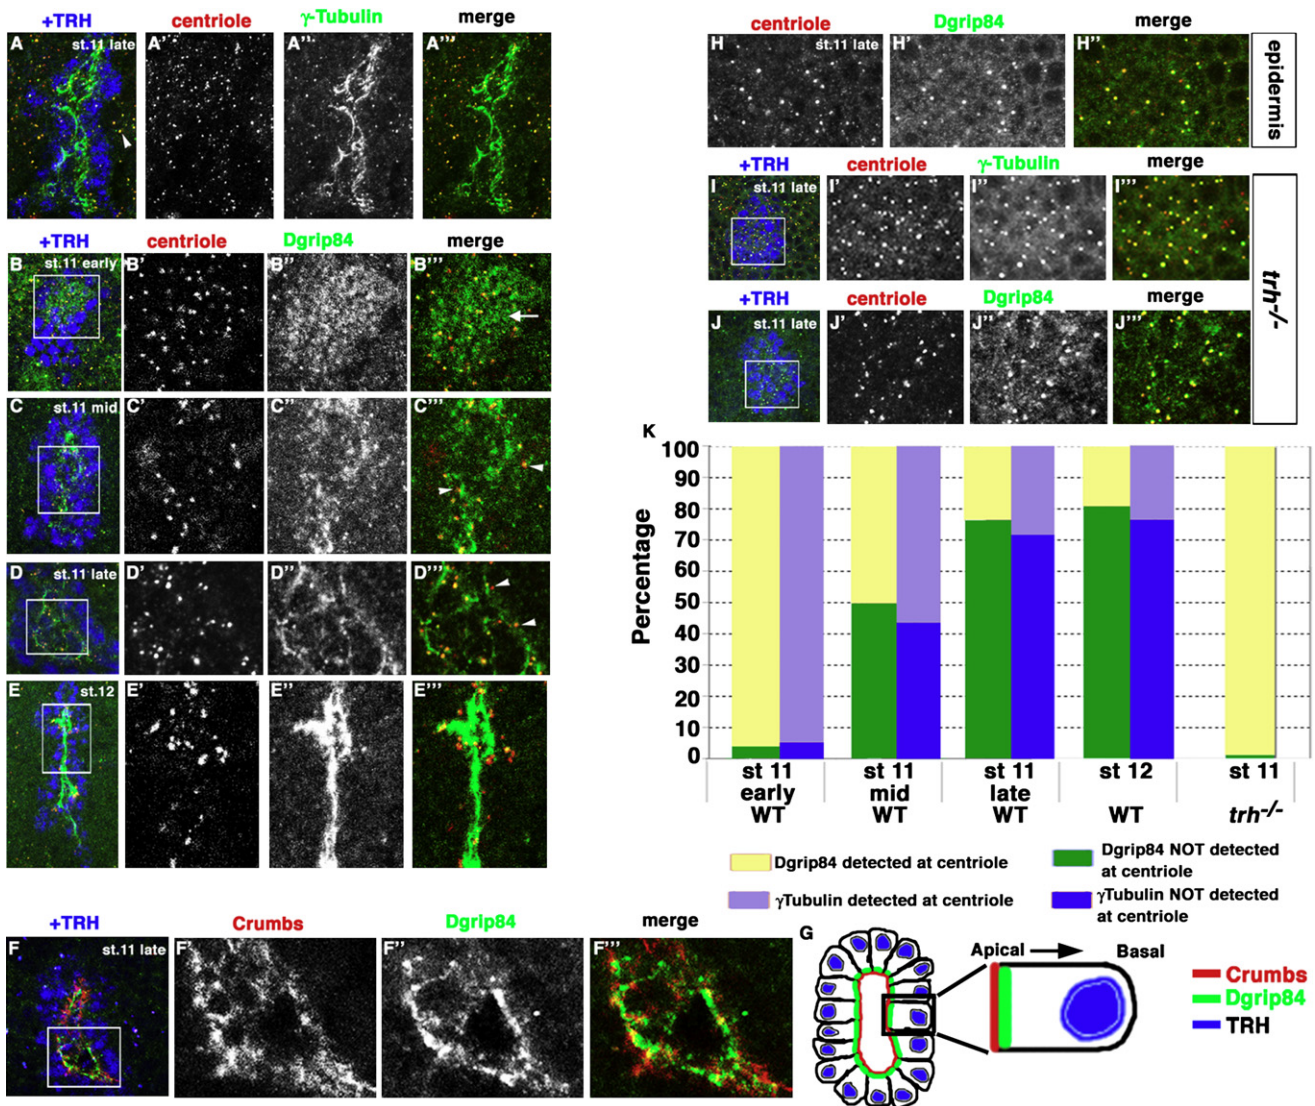 +TRH centriole γ-Tubulin merge
A st.11 late A' A'' A'''
+TRH centriole Dgrip84 merge
B st.11 early B' B'' B'''
C st.11 mid C' C'' C'''
D st.11 late D' D'' D'''
E st.12 E' E'' E'''
+TRH Crumbs Dgrip84 merge
F st.11 late F' F'' F'''
centriole Dgrip84 merge
H st.11 late H' H''
epidermis
+TRH centriole γ-Tubulin merge
I st.11 late I' I'' I'''
+TRH centriole Dgrip84 merge
J st.11 late J' J'' J'''
trh-/-
K
Percentage
100
90
80
70
60
50
40
30
20
10
0
st 11 st 11 st 11 st 12 st 11
early mid late
WT WT WT WT trh-/-
Dgrip84 detected at centriole
Dgrip84 NOT detected
at centriole
γTubulin detected at centriole
γTubulin NOT detected
at centriole
G
Apical Basal
Crumbs
Dgrip84
TRH